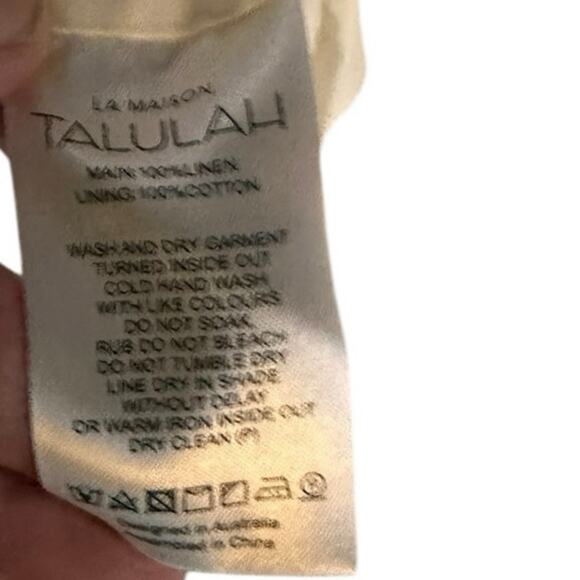 LA MAISON
TALULAH
MAIN: 100% LINEN
LINING: 100% COTTON
WASH AND DRY GARMENT
TURNED INSIDE OUT
COLD HAND WASH
WITH LIKE COLOURS
DO NOT SOAK
RUB DO NOT BLEACH
DO NOT TUMBLE DRY
LINE DRY IN SHADE
WITHOUT DELAY
OR WARM IRON INSIDE OUT
DRY CLEAN (P)
Designed in Australia
in China